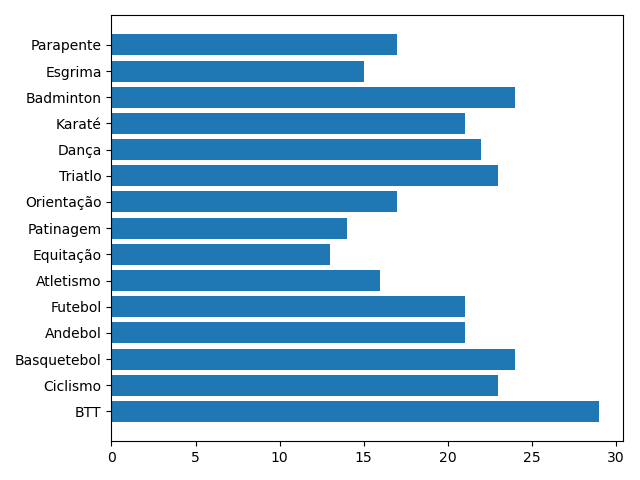 Parapente
Esgrima
Badminton
Karaté
Dança
Triatlo
Orientação
Patinagem
Equitação
Atletismo
Futebol
Andebol
Basquetebol
Ciclismo
BTT
0 5 10 15 20 25 30